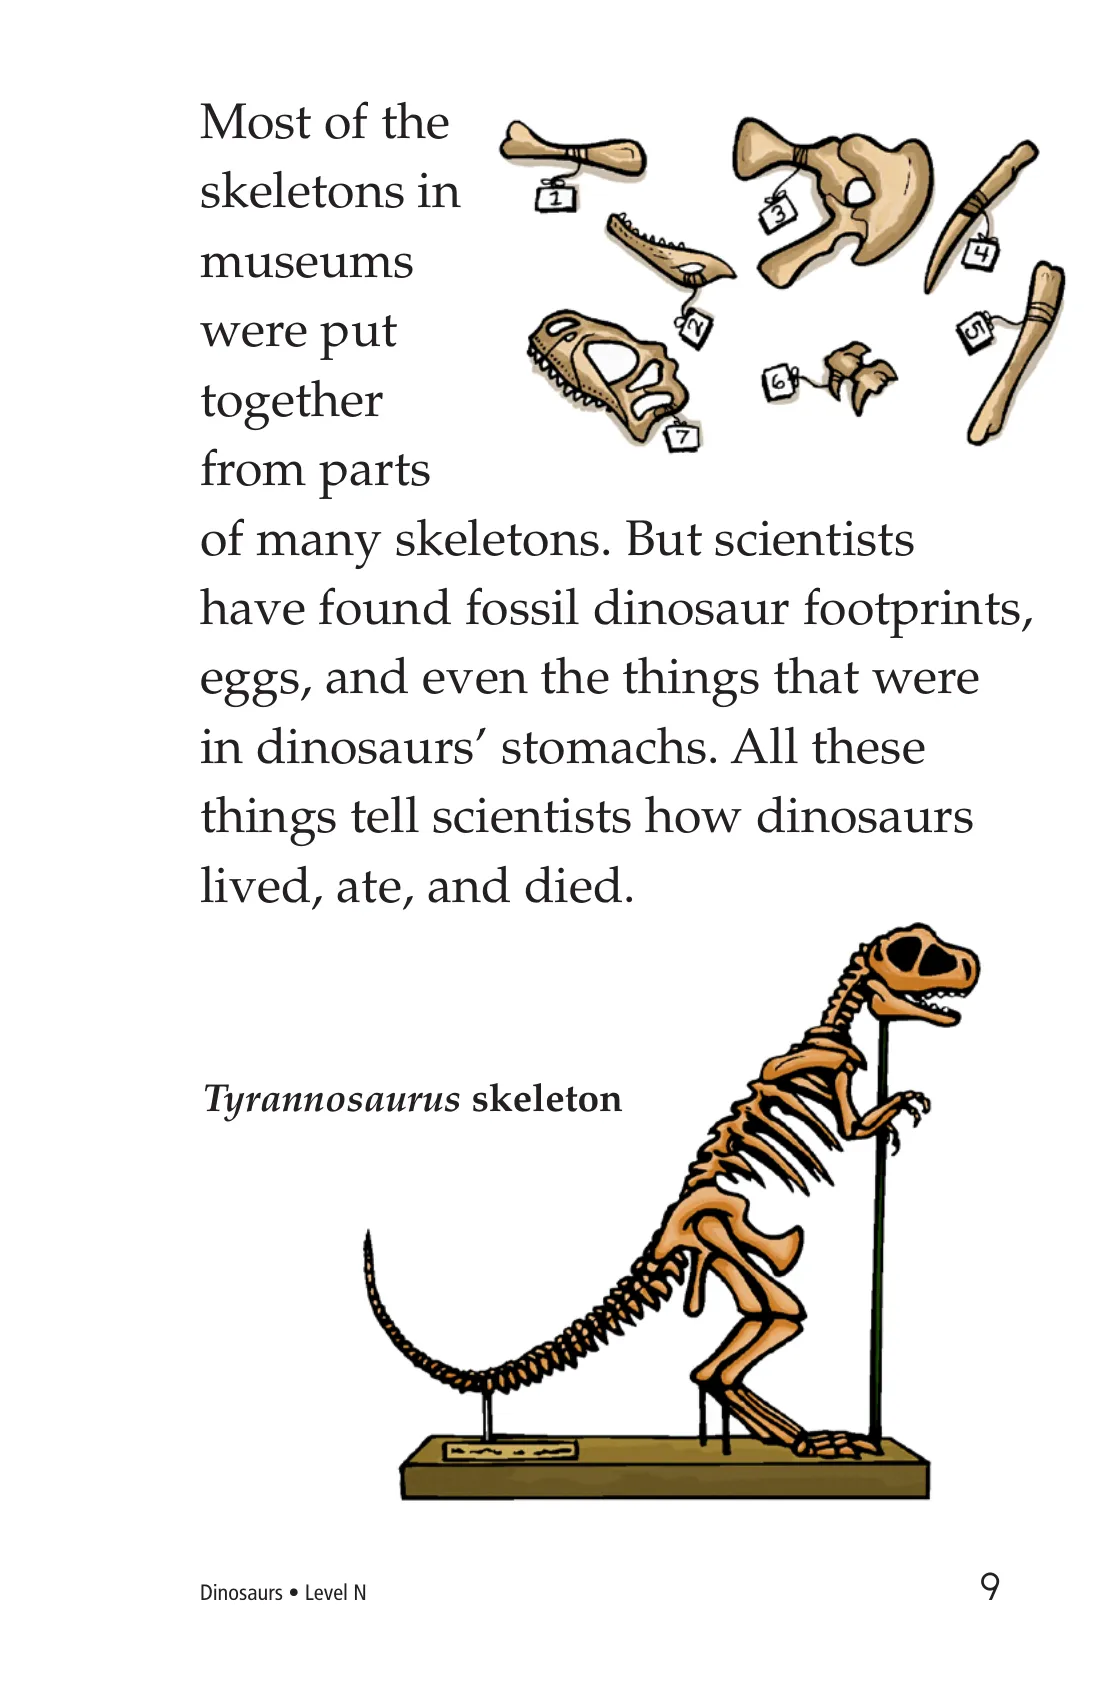 Most of the
skeletons in
museums
were put
together
from parts
of many skeletons. But scientists
have found fossil dinosaur footprints,
eggs, and even the things that were
in dinosaurs’ stomachs. All these
things tell scientists how dinosaurs
lived, ate, and died.
1
2
3
4
5
6
7
Tyrannosaurus skeleton
Dinosaurs • Level N
9